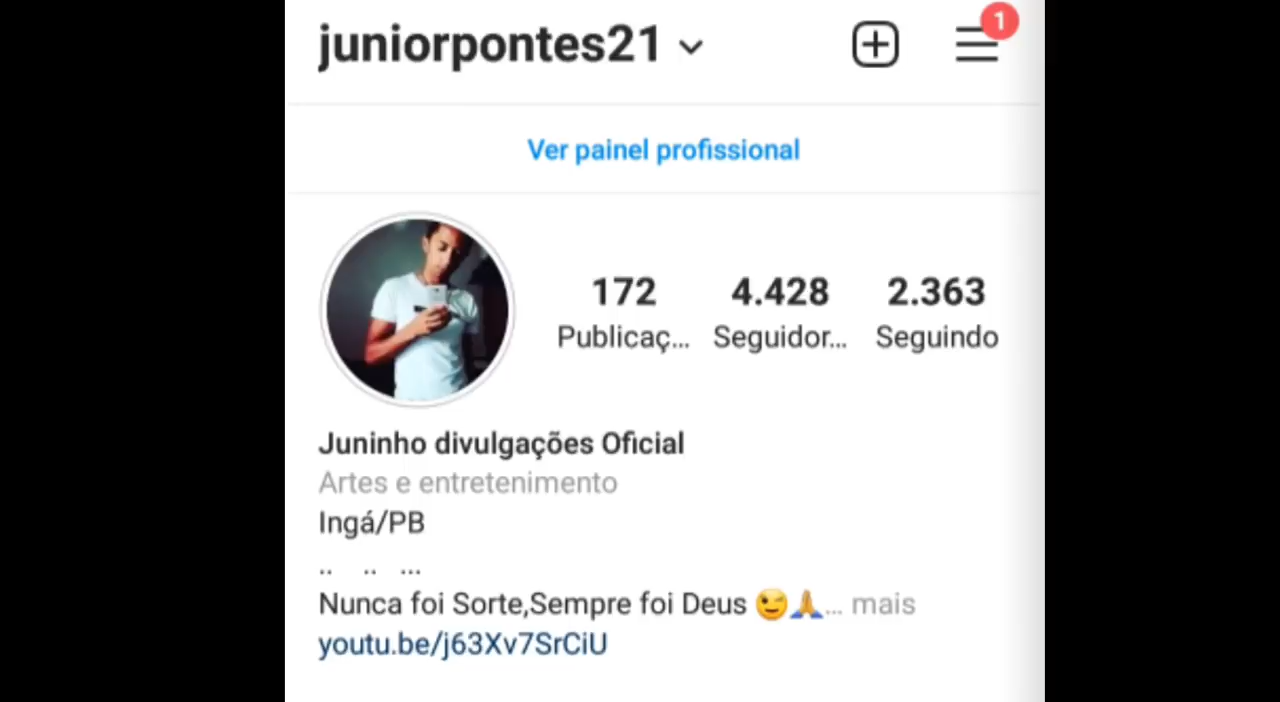 juniorpontes21
1
Ver painel profissional
172 4.428 2.363
Publicaç... Seguidor... Seguindo
Juninho divulgações Oficial
Artes e entretenimento
Ingá/PB
.. .. ...
Nunca foi Sorte,Sempre foi Deus 😉🙏... mais
youtu.be/j63Xv7SrCiU